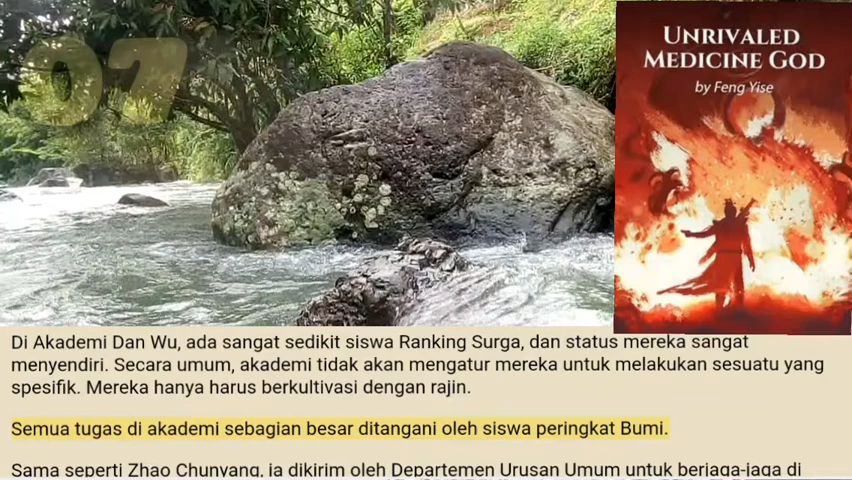 07
UNRIVALED
MEDICINE GOD
by Feng Yise
Di Akademi Dan Wu, ada sangat sedikit siswa Ranking Surga, dan status mereka sangat
menyendiri. Secara umum, akademi tidak akan mengatur mereka untuk melakukan sesuatu yang
spesifik. Mereka hanya harus berkultivasi dengan rajin.
Semua tugas di akademi sebagian besar ditangani oleh siswa peringkat Bumi.
Sama seperti Zhao Chunyang, ia dikirim oleh Departemen Urusan Umum untuk berjaga-jaga di